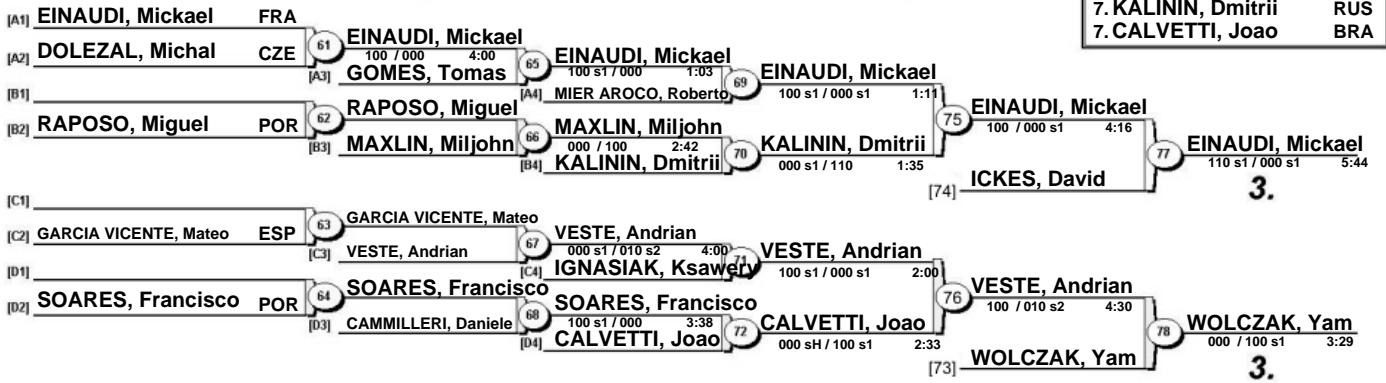 7. KALININ, Dmitrii RUS
7. CALVETTI, Joao BRA
[A1] EINAUDI, Mickael FRA
[A2] DOLEZAL, Michal CZE
61
EINAUDI, Mickael
100 / 000 4:00
[A3] GOMES, Tomas
65
EINAUDI, Mickael
100 s1 / 000 1:03
[A4] MIER AROCO, Roberto
69
EINAUDI, Mickael
100 s1 / 000 s1 1:11
[B1]
[B2] RAPOSO, Miguel POR
62
RAPOSO, Miguel
[B3] MAXLIN, Miljohn
66
MAXLIN, Miljohn
000 / 100 2:42
[B4] KALININ, Dmitrii
70
KALININ, Dmitrii
000 s1 / 110 1:35
75
EINAUDI, Mickael
100 / 000 s1 4:16
[74] ICKES, David
77
EINAUDI, Mickael
110 s1 / 000 s1 5:44
3.
[C1]
[C2] GARCIA VICENTE, Mateo ESP
63
GARCIA VICENTE, Mateo
[C3] VESTE, Andrian
67
VESTE, Andrian
000 s1 / 010 s2 4:00
[C4] IGNASIAK, Ksawery
71
VESTE, Andrian
100 s1 / 000 s1 2:00
[D1]
[D2] SOARES, Francisco POR
64
SOARES, Francisco
[D3] CAMMILLERI, Daniele
68
SOARES, Francisco
100 s1 / 000 3:38
[D4] CALVETTI, Joao
72
CALVETTI, Joao
000 sH / 100 s1 2:33
76
VESTE, Andrian
100 / 010 s2 4:30
[73] WOLCZAK, Yam
78
WOLCZAK, Yam
000 / 100 s1 3:29
3.